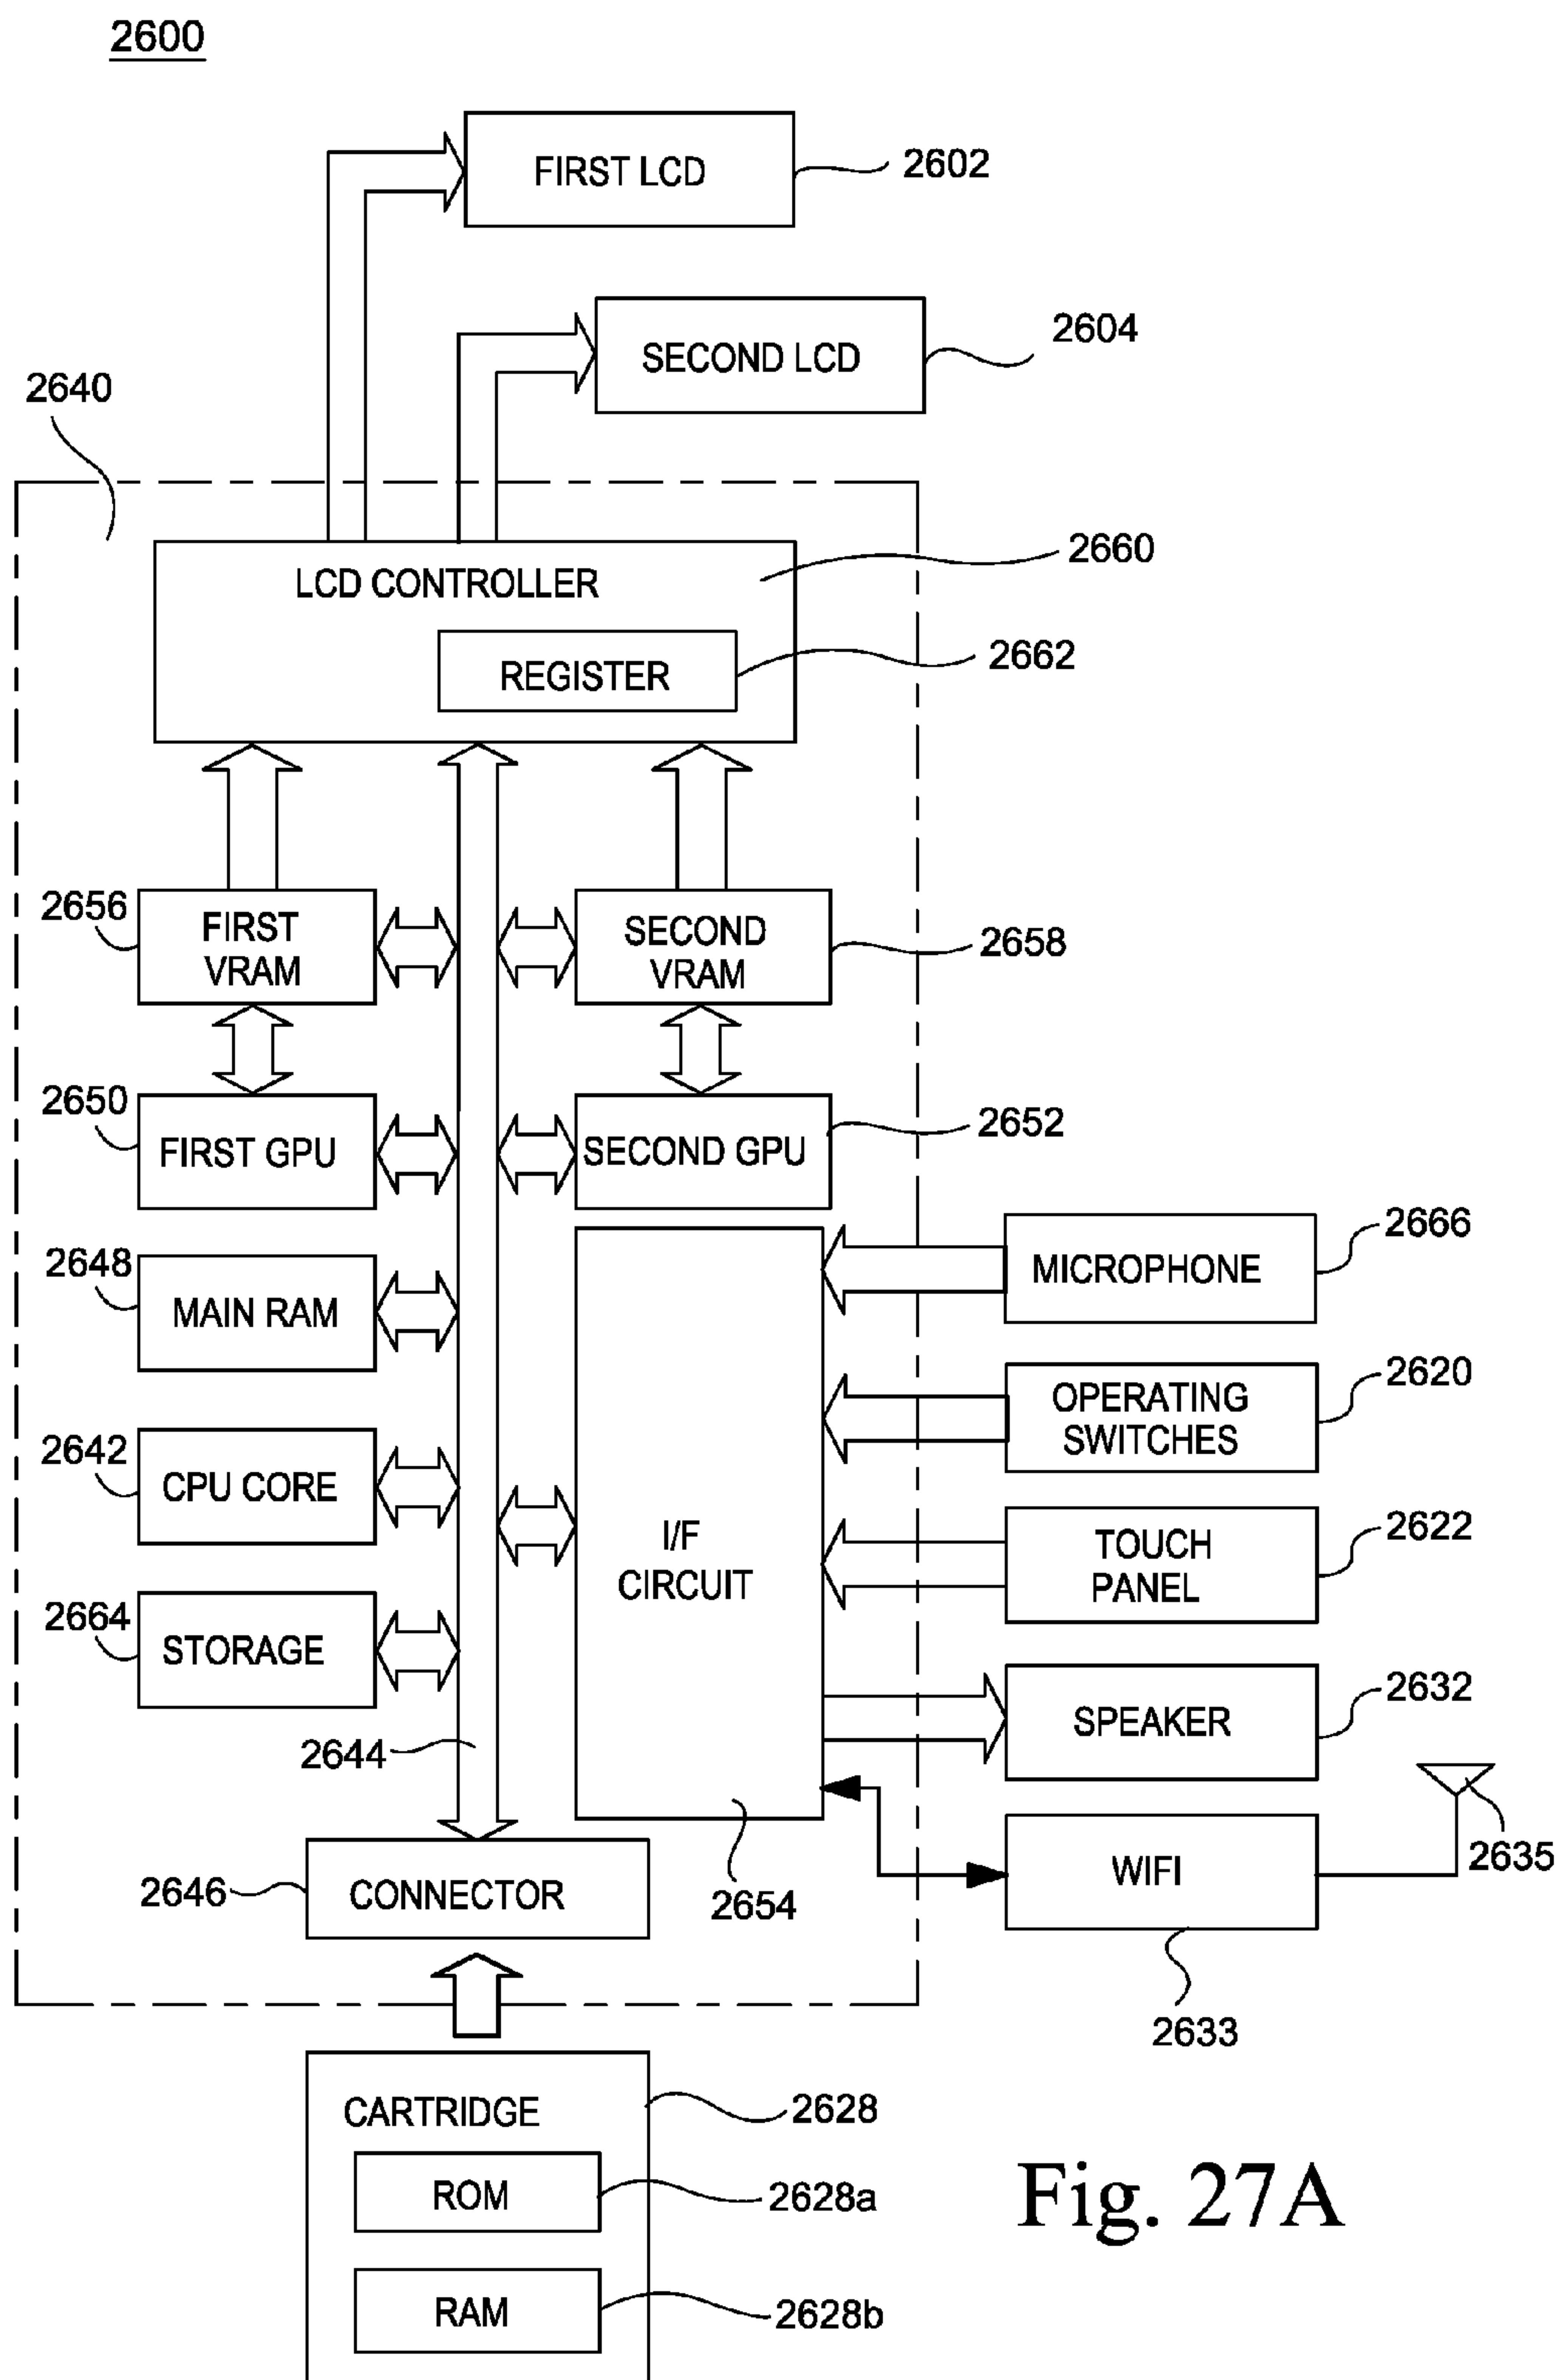 2600
FIRST LCD
2602
SECOND LCD
2604
2640
LCD CONTROLLER
2660
REGISTER
2662
2656
FIRST
VRAM
SECOND
VRAM
2658
2650
FIRST GPU
SECOND GPU
2652
2648
MAIN RAM
MICROPHONE
2666
OPERATING
SWITCHES
2620
2642
CPU CORE
I/F
CIRCUIT
TOUCH
PANEL
2622
2664
STORAGE
SPEAKER
2632
2644
2635
WIFI
2646
CONNECTOR
2654
2633
CARTRIDGE
2628
ROM
2628a
RAM
2628b
Fig. 27A